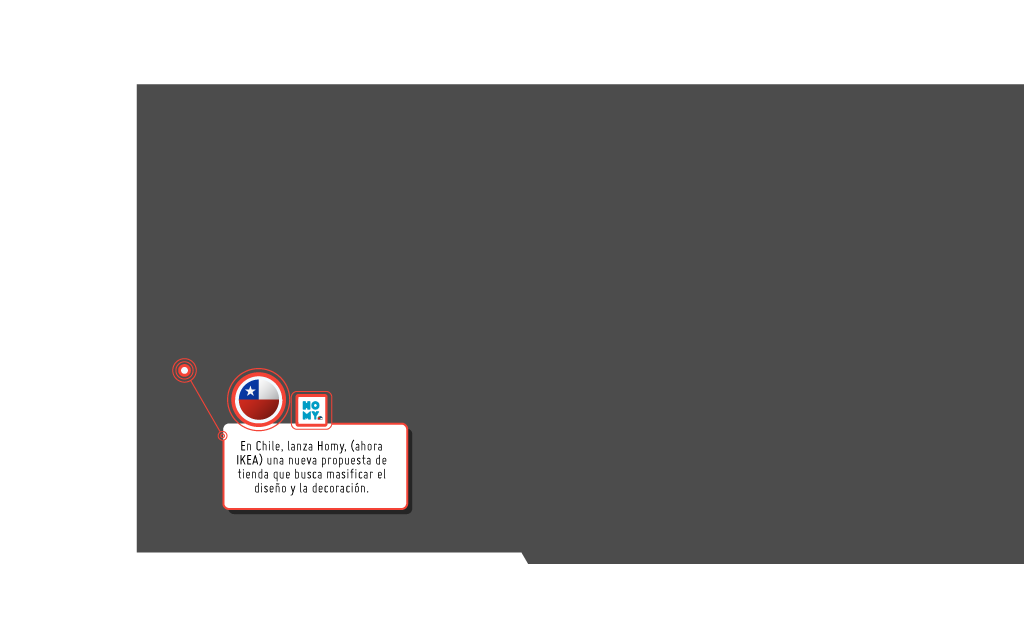 HO
MY.
En Chile, lanza Homy, (ahora
IKEA) una nueva propuesta de
tienda que busca masificar el
diseño y la decoración.